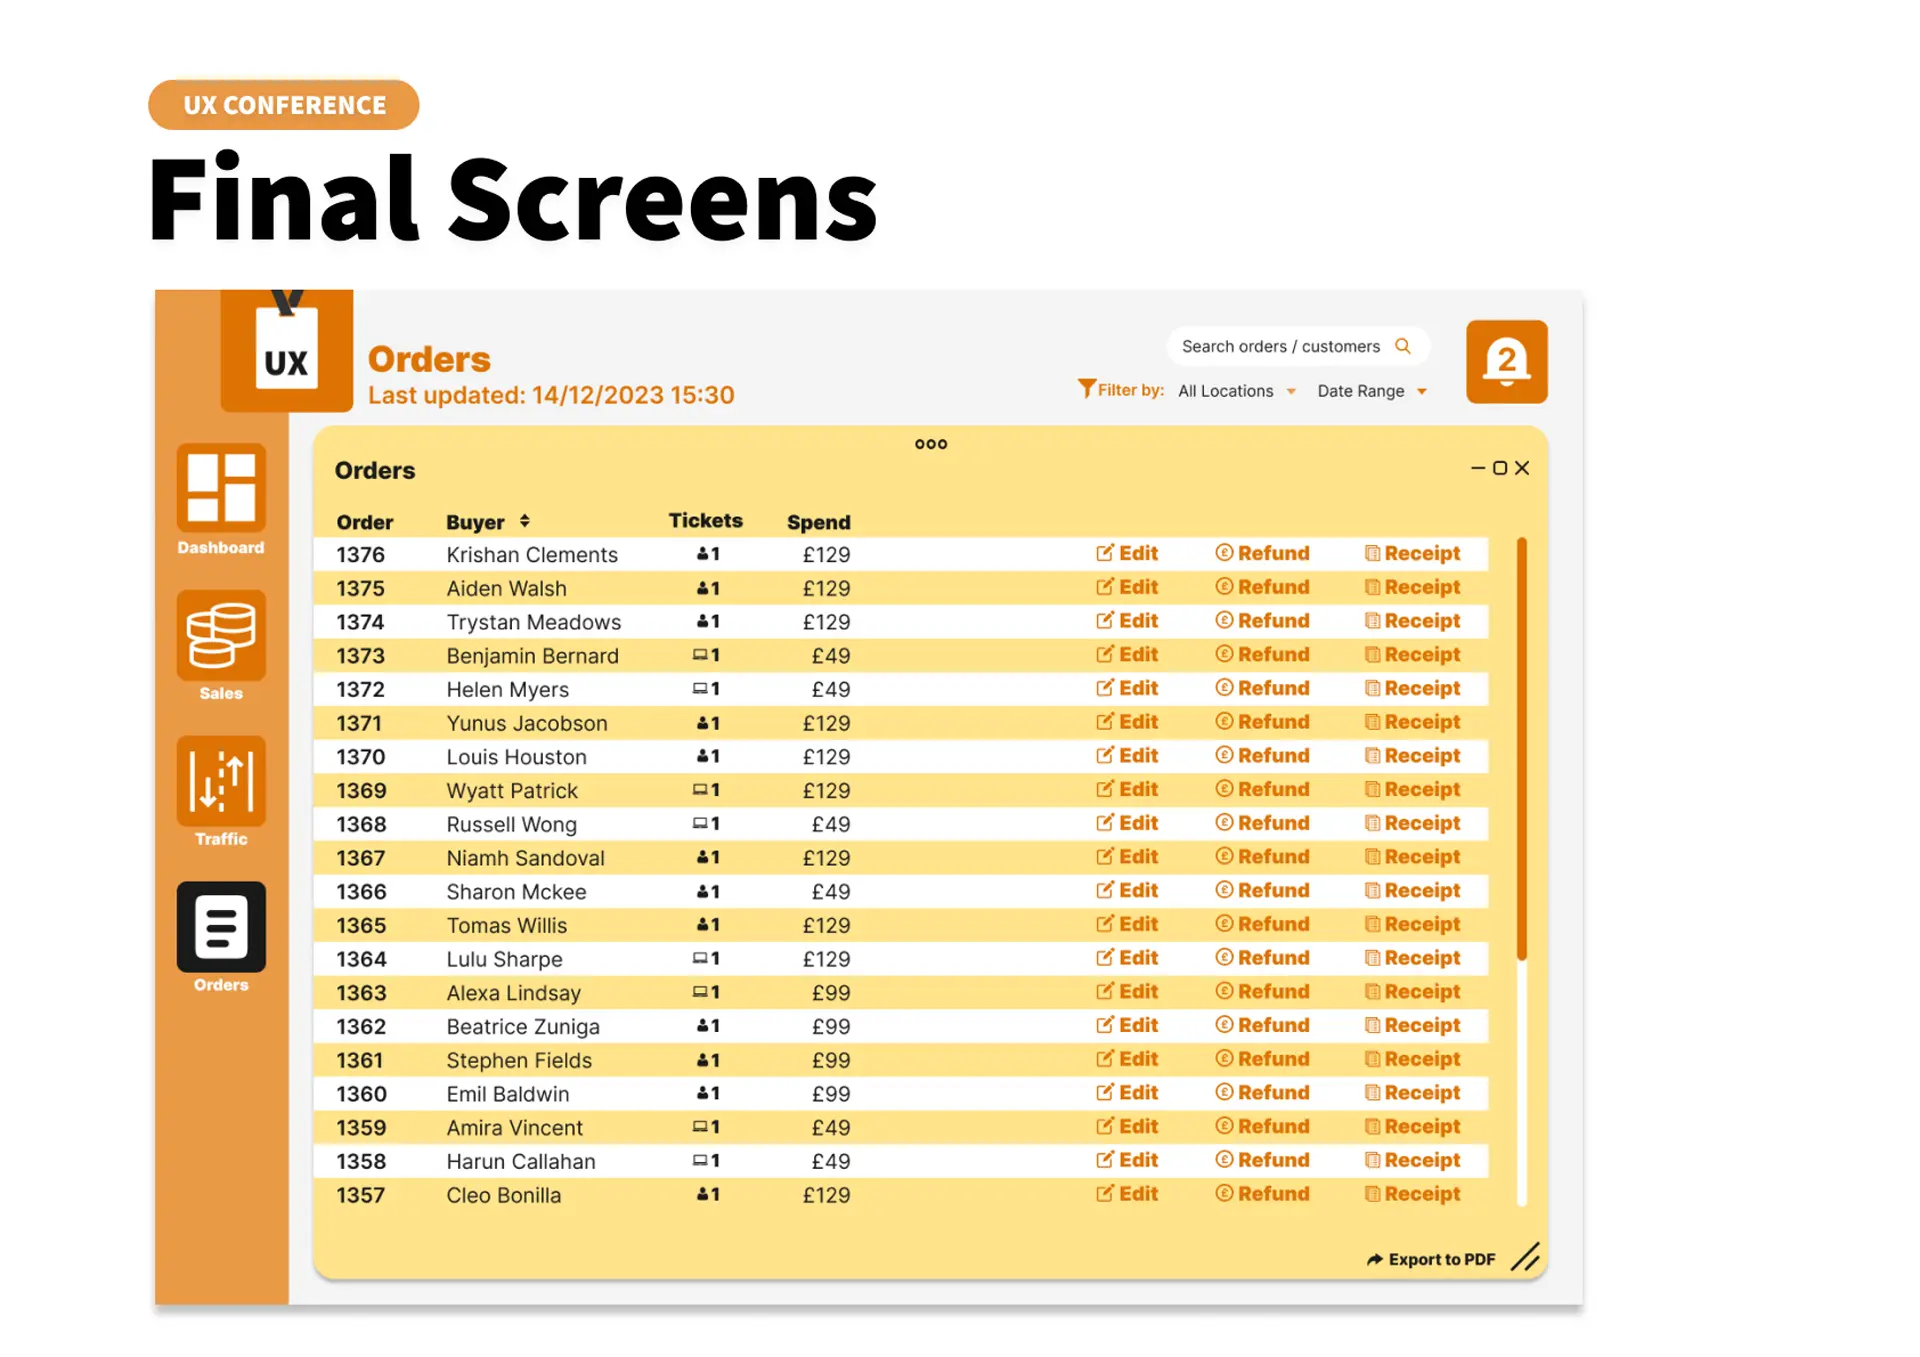 UX CONFERENCE
Final Screens
UX
Orders
Last updated: 14/12/2023 15:30
Search orders / customers
Filter by: All Locations Date Range
2
Dashboard
Sales
Traffic
Orders
Orders
Order Buyer Tickets Spend
1376 Krishan Clements 1 £129 Edit Refund Receipt
1375 Aiden Walsh 1 £129 Edit Refund Receipt
1374 Trystan Meadows 1 £129 Edit Refund Receipt
1373 Benjamin Bernard 1 £49 Edit Refund Receipt
1372 Helen Myers 1 £49 Edit Refund Receipt
1371 Yunus Jacobson 1 £129 Edit Refund Receipt
1370 Louis Houston 1 £129 Edit Refund Receipt
1369 Wyatt Patrick 1 £129 Edit Refund Receipt
1368 Russell Wong 1 £49 Edit Refund Receipt
1367 Niamh Sandoval 1 £129 Edit Refund Receipt
1366 Sharon Mckee 1 £49 Edit Refund Receipt
1365 Tomas Willis 1 £129 Edit Refund Receipt
1364 Lulu Sharpe 1 £129 Edit Refund Receipt
1363 Alexa Lindsay 1 £99 Edit Refund Receipt
1362 Beatrice Zuniga 1 £99 Edit Refund Receipt
1361 Stephen Fields 1 £99 Edit Refund Receipt
1360 Emil Baldwin 1 £99 Edit Refund Receipt
1359 Amira Vincent 1 £49 Edit Refund Receipt
1358 Harun Callahan 1 £49 Edit Refund Receipt
1357 Cleo Bonilla 1 £129 Edit Refund Receipt
Export to PDF